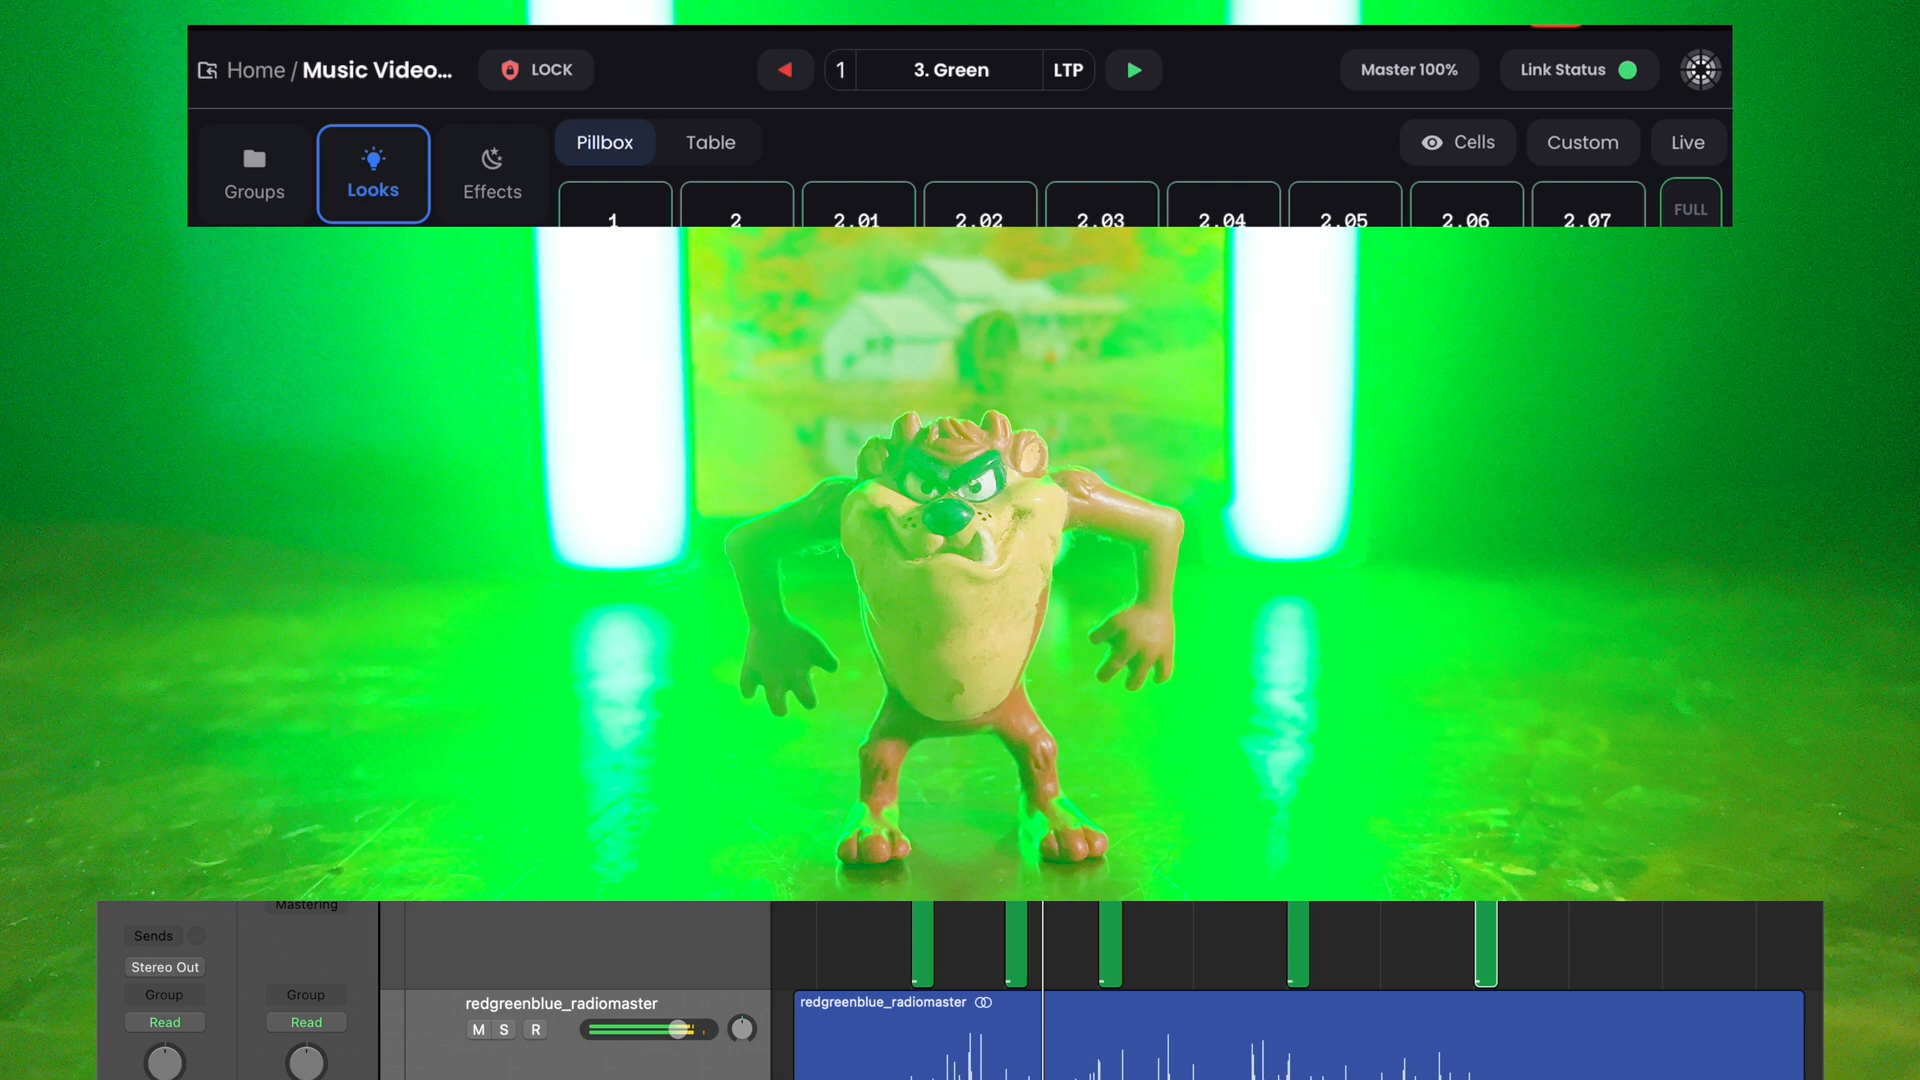 Home / Music Video...
LOCK
1
3. Green
LTP
Master 100%
Link Status
Groups
Looks
Effects
Pillbox
Table
Cells
Custom
Live
1
2
2.01
2.02
2.03
2.04
2.05
2.06
2.07
FULL
Mastering
Sends
Stereo Out
Group
Group
Read
Read
redgreenblue_radiomaster
M S R
redgreenblue_radiomaster